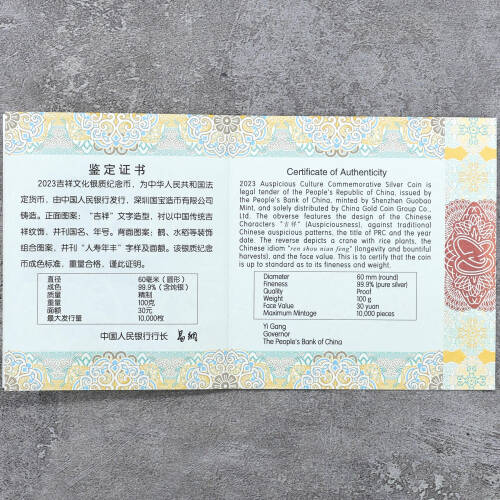 鉴定证书
2023吉祥文化银质纪念币，为中华人民共和国法
定货币，由中国人民银行发行，深圳国宝造币有限公司
铸造。正面图案：“吉祥”文字造型，衬以中国传统吉
祥纹饰，并刊国名、年号。背面图案：鹤、水稻等装饰
组合图案，并刊“人寿年丰”字样及面额。该银质纪念
币成色标准，重量合格，谨此证明。
直径 60毫米（圆形）
成色 99.9%（含纯银）
质量 精制
重量 100克
面额 30元
最大发行量 10,000枚
中国人民银行行长 易纲
Certificate of Authenticity
2023 Auspicious Culture Commemorative Silver Coin is
legal tender of the People's Republic of China, issued by
the People's Bank of China, minted by Shenzhen Guobao
Mint, and solely distributed by China Gold Coin Group Co.,
Ltd. The obverse features the design of the Chinese
Characters "吉祥" (Auspiciousness), against traditional
Chinese auspicious patterns, the title of PRC and the year
date. The reverse depicts a crane with rice plants, the
Chinese idiom "ren shou nian feng" (longevity and bountiful
harvests), and the face value. This is to certify that the coin
is up to standard as to its fineness and weight.
Diameter 60 mm (round)
Fineness 99.9% (pure silver)
Quality Proof
Weight 100 g
Face Value 30 yuan
Maximum Mintage 10,000 pieces
Yi Gang
Governor
The People's Bank of China